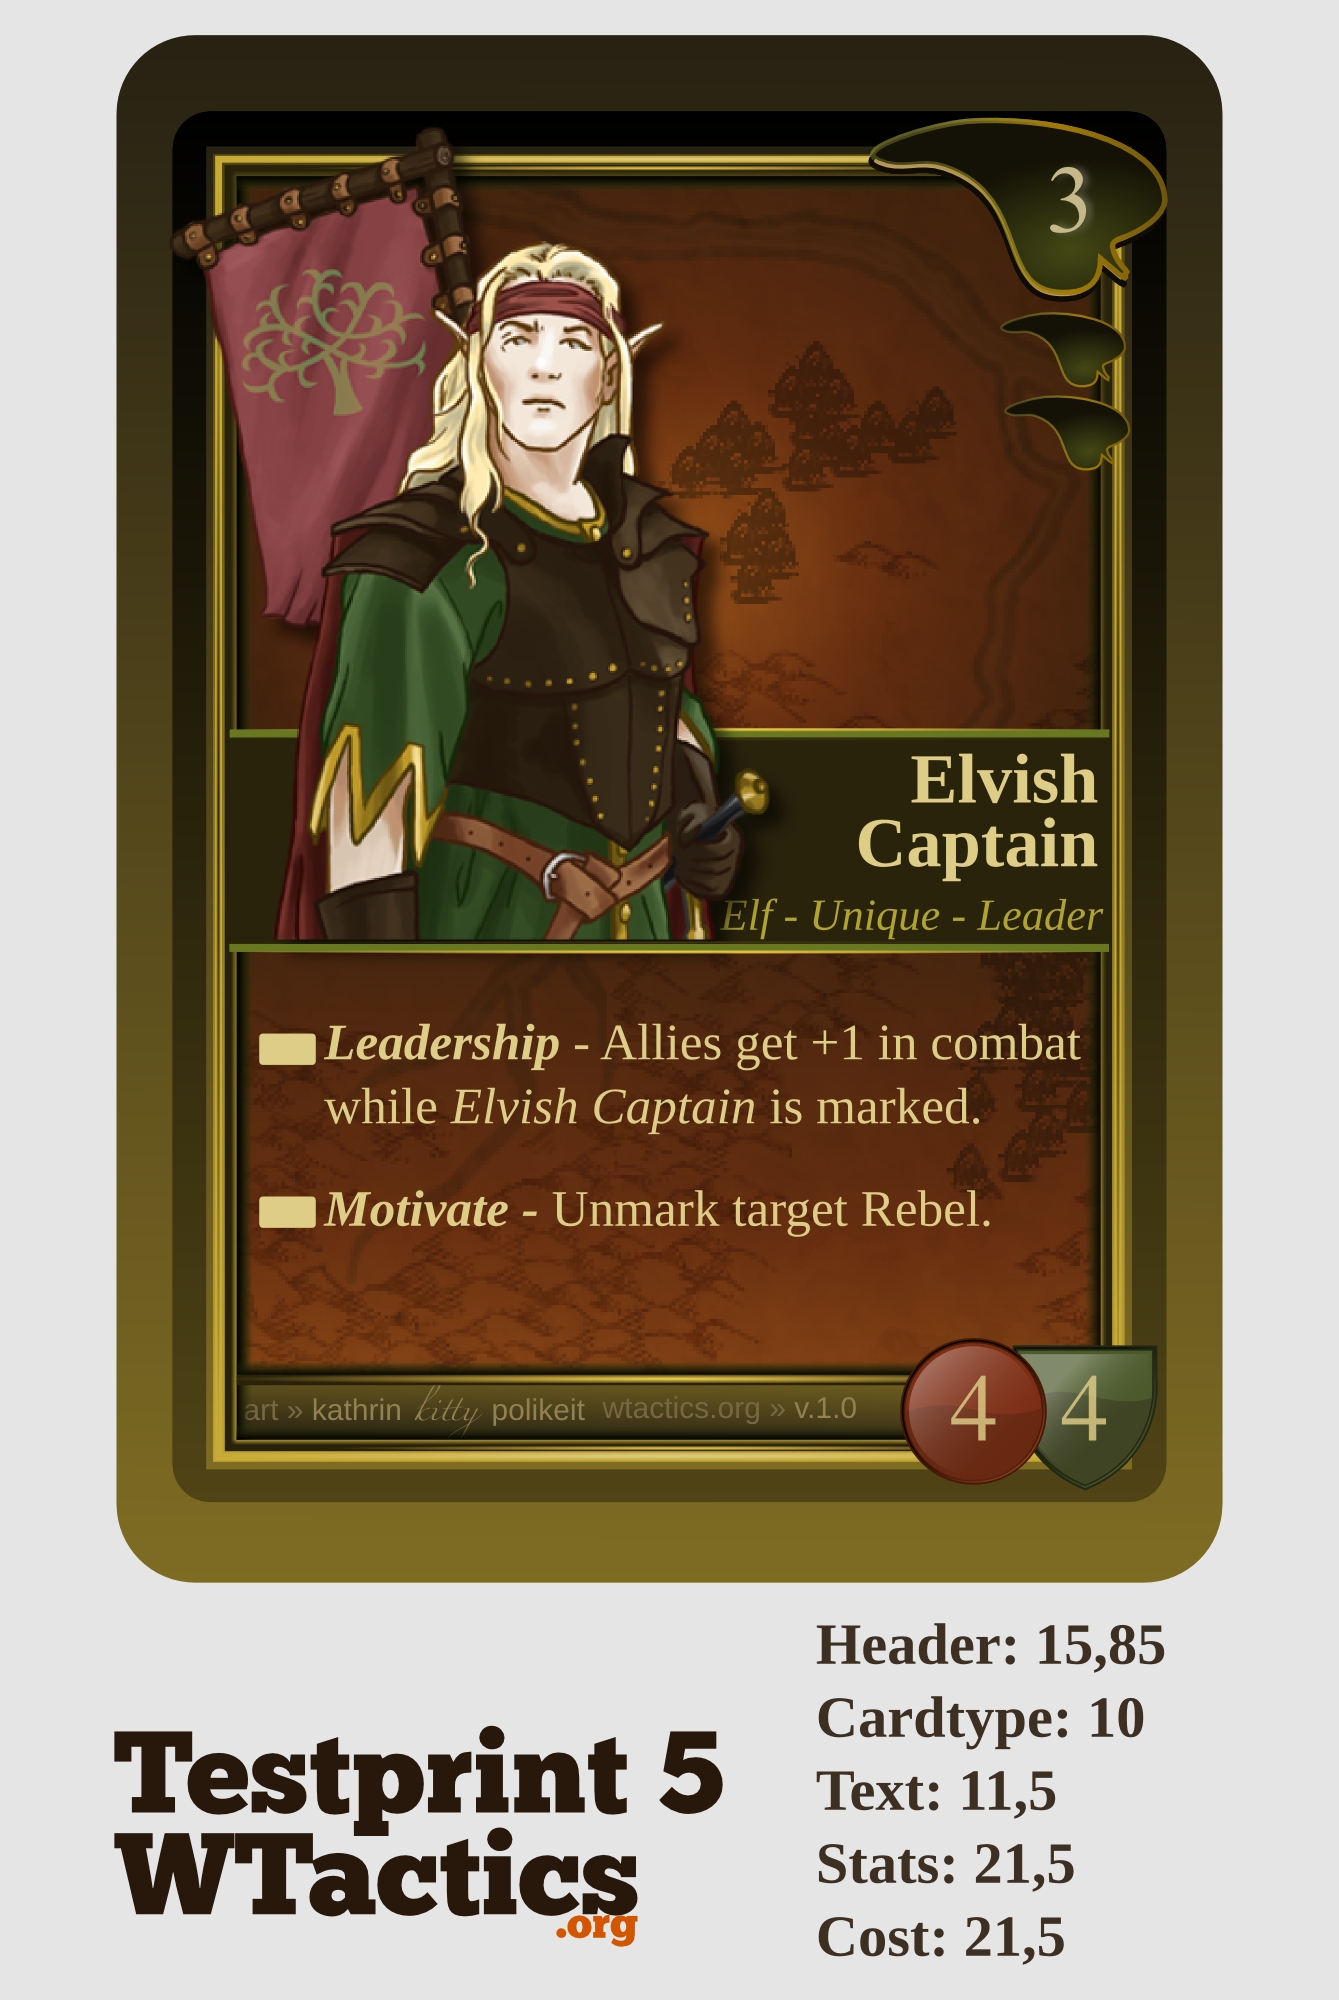 3
Elvish
Captain
Elf - Unique - Leader
Leadership - Allies get +1 in combat
while Elvish Captain is marked.
Motivate - Unmark target Rebel.
art » kathrin kitty polikeit wtactics.org » v.1.0
4 4
Header: 15,85
Cardtype: 10
Text: 11,5
Stats: 21,5
Cost: 21,5
Testprint 5
WTactics
.org